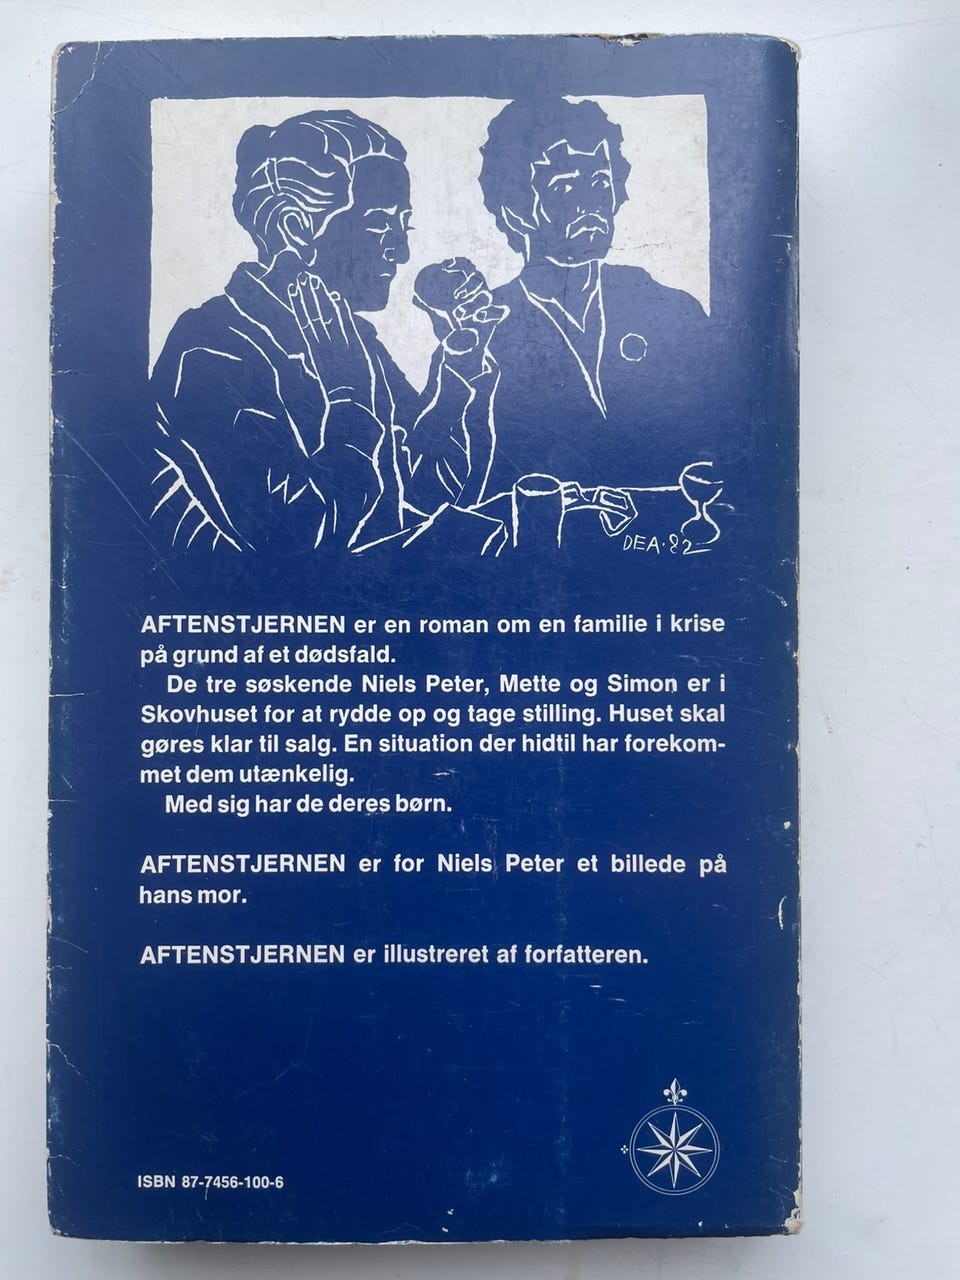 DEA·82
AFTENSTJERNEN er en roman om en familie i krise
på grund af et dødsfald.
De tre søskende Niels Peter, Mette og Simon er i
Skovhuset for at rydde op og tage stilling. Huset skal
gøres klar til salg. En situation der hidtil har forekom-
met dem utænkelig.
Med sig har de deres børn.
AFTENSTJERNEN er for Niels Peter et billede på
hans mor.
AFTENSTJERNEN er illustreret af forfatteren.
ISBN 87-7456-100-6